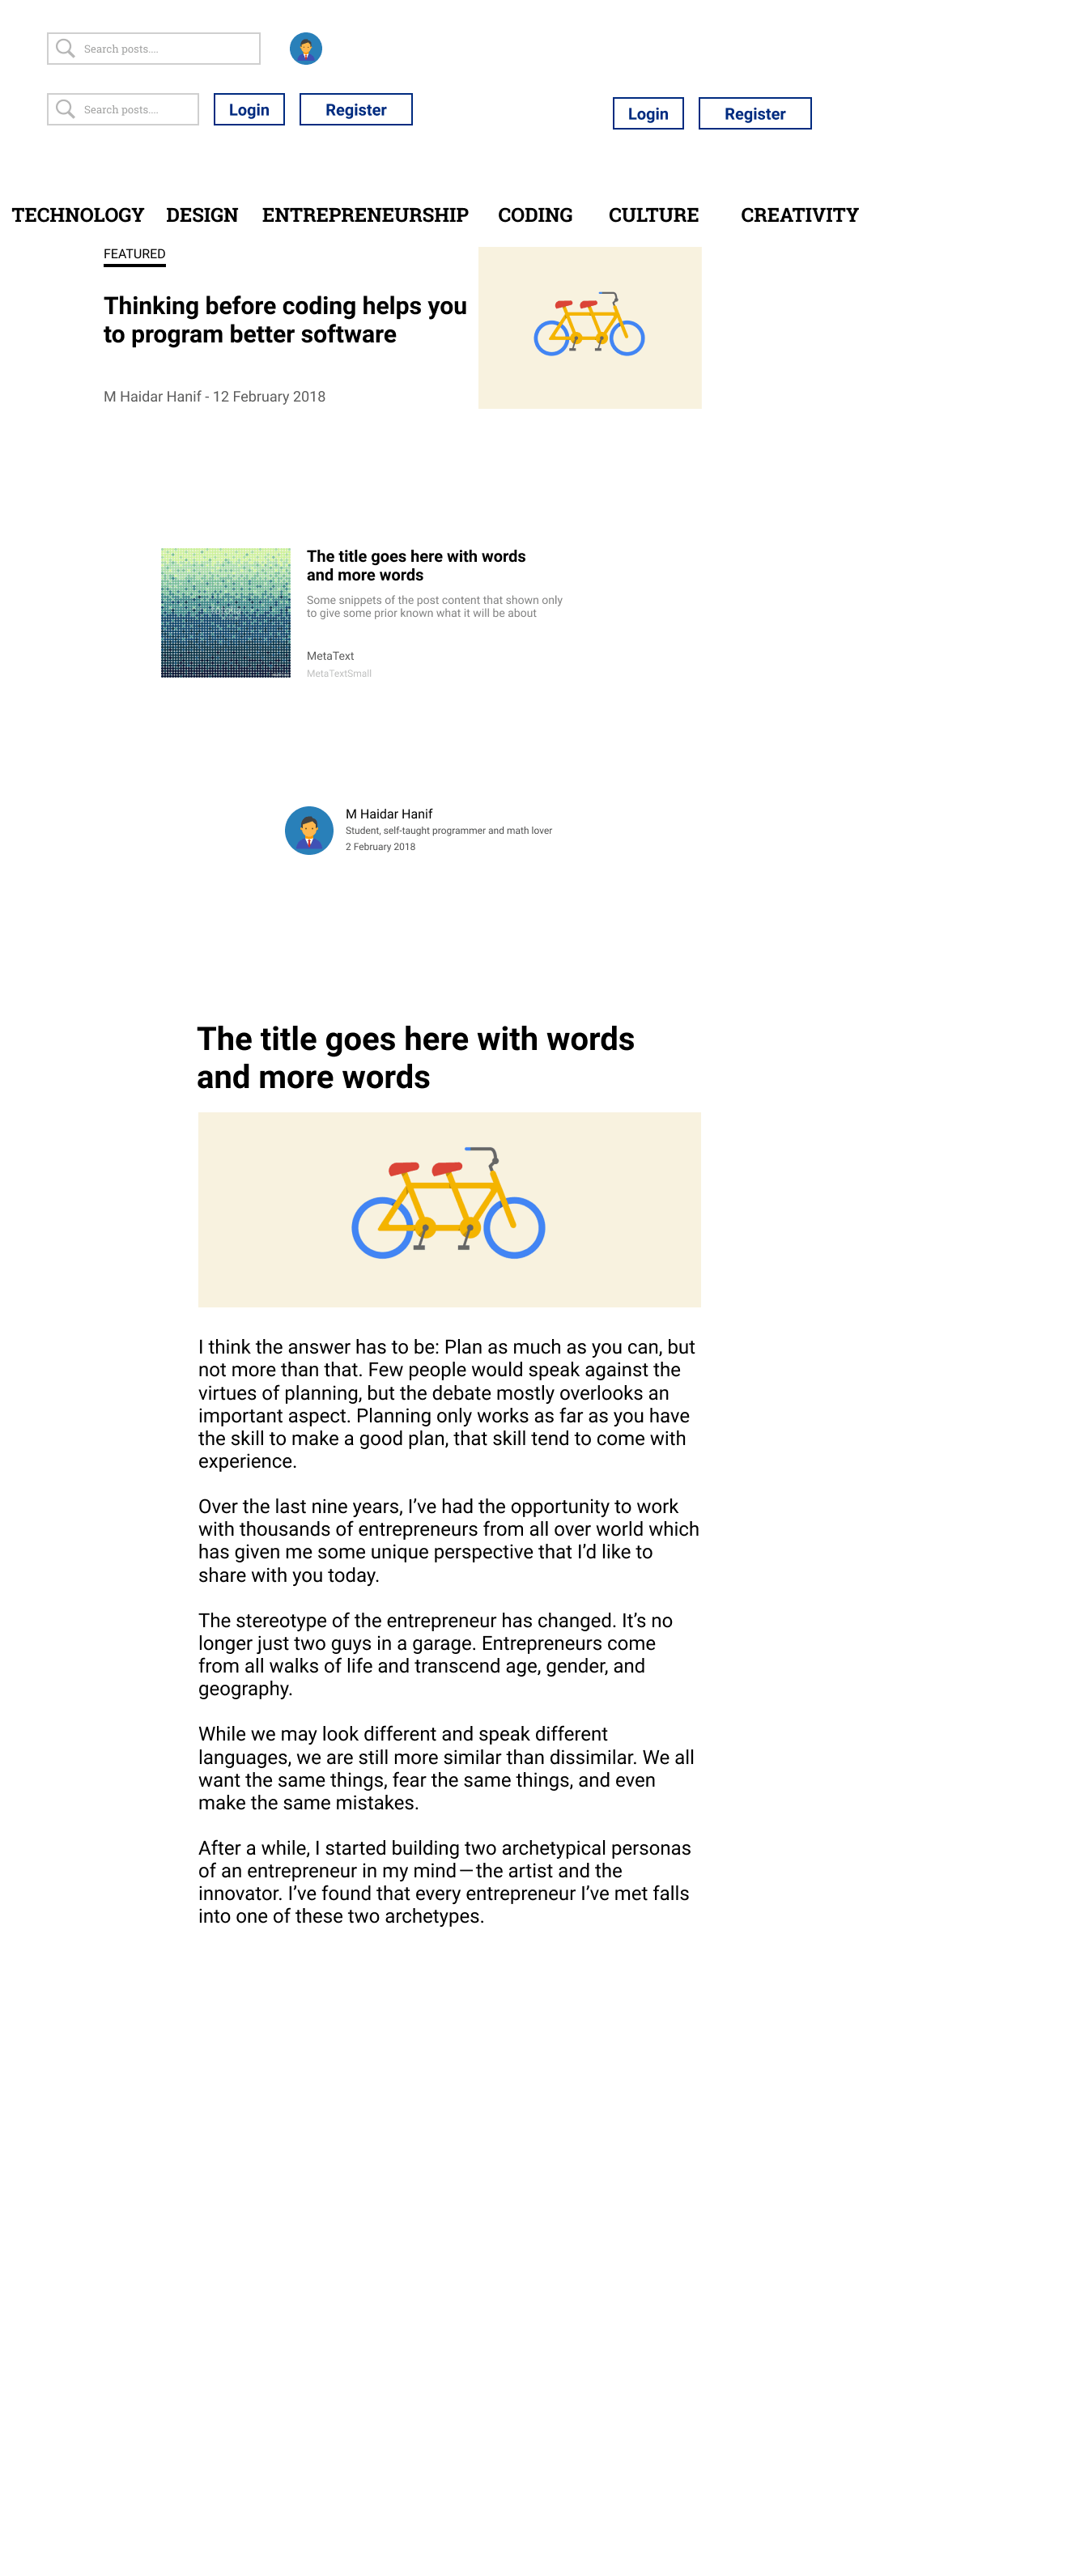 Search posts....
Search posts....
Login
Register
Login
Register
TECHNOLOGY
DESIGN
ENTREPRENEURSHIP
CODING
CULTURE
CREATIVITY
FEATURED
Thinking before coding helps you
to program better software
M Haidar Hanif - 12 February 2018
The title goes here with words
and more words
Some snippets of the post content that shown only
to give some prior known what it will be about
MetaText
MetaTextSmall
M Haidar Hanif
Student, self-taught programmer and math lover
2 February 2018
The title goes here with words
and more words
I think the answer has to be: Plan as much as you can, but
not more than that. Few people would speak against the
virtues of planning, but the debate mostly overlooks an
important aspect. Planning only works as far as you have
the skill to make a good plan, that skill tend to come with
experience.
Over the last nine years, I’ve had the opportunity to work
with thousands of entrepreneurs from all over world which
has given me some unique perspective that I’d like to
share with you today.
The stereotype of the entrepreneur has changed. It’s no
longer just two guys in a garage. Entrepreneurs come
from all walks of life and transcend age, gender, and
geography.
While we may look different and speak different
languages, we are still more similar than dissimilar. We all
want the same things, fear the same things, and even
make the same mistakes.
After a while, I started building two archetypical personas
of an entrepreneur in my mind — the artist and the
innovator. I’ve found that every entrepreneur I’ve met falls
into one of these two archetypes.